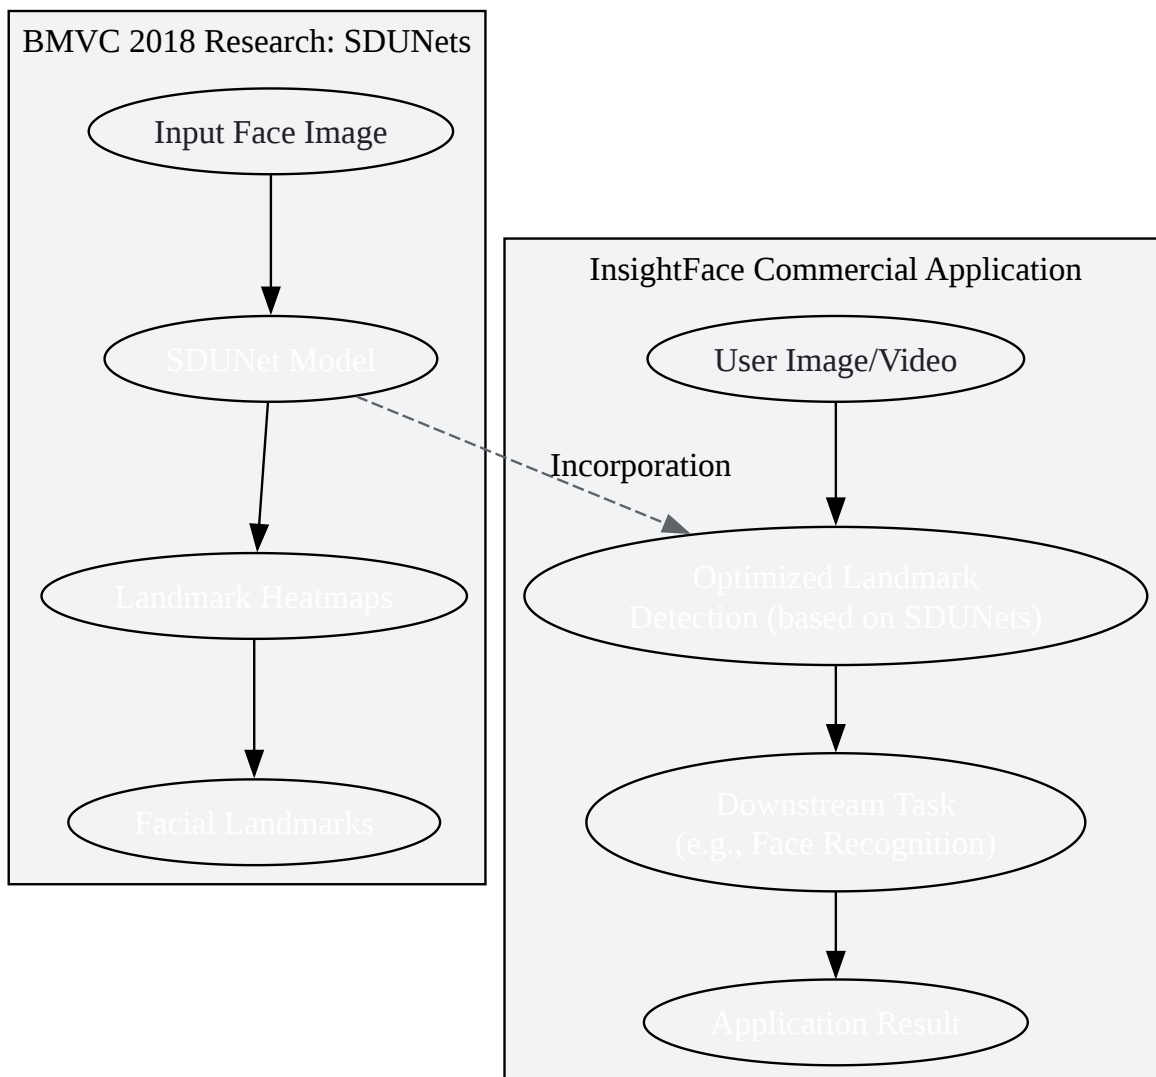 BMVC 2018 Research: SDUNets
Input Face Image
SDUNet Model
Landmark Heatmaps
Facial Landmarks
Incorporation
InsightFace Commercial Application
User Image/Video
Optimized Landmark
Detection (based on SDUNets)
Downstream Task
(e.g., Face Recognition)
Application Result